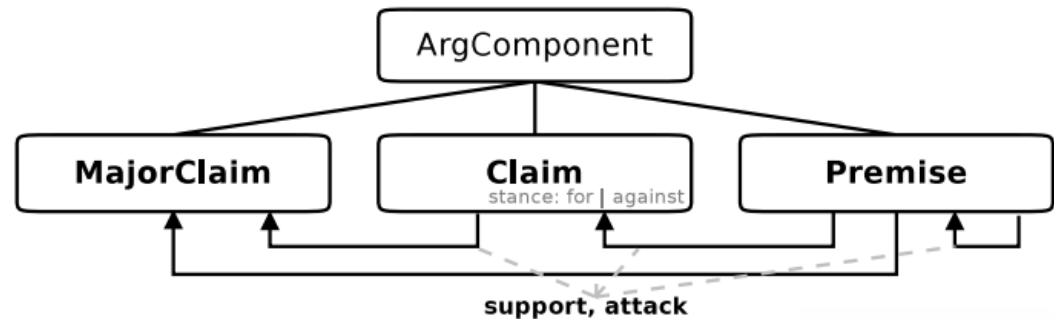 ArgComponent
MajorClaim
Claim
stance: for | against
Premise
support, attack